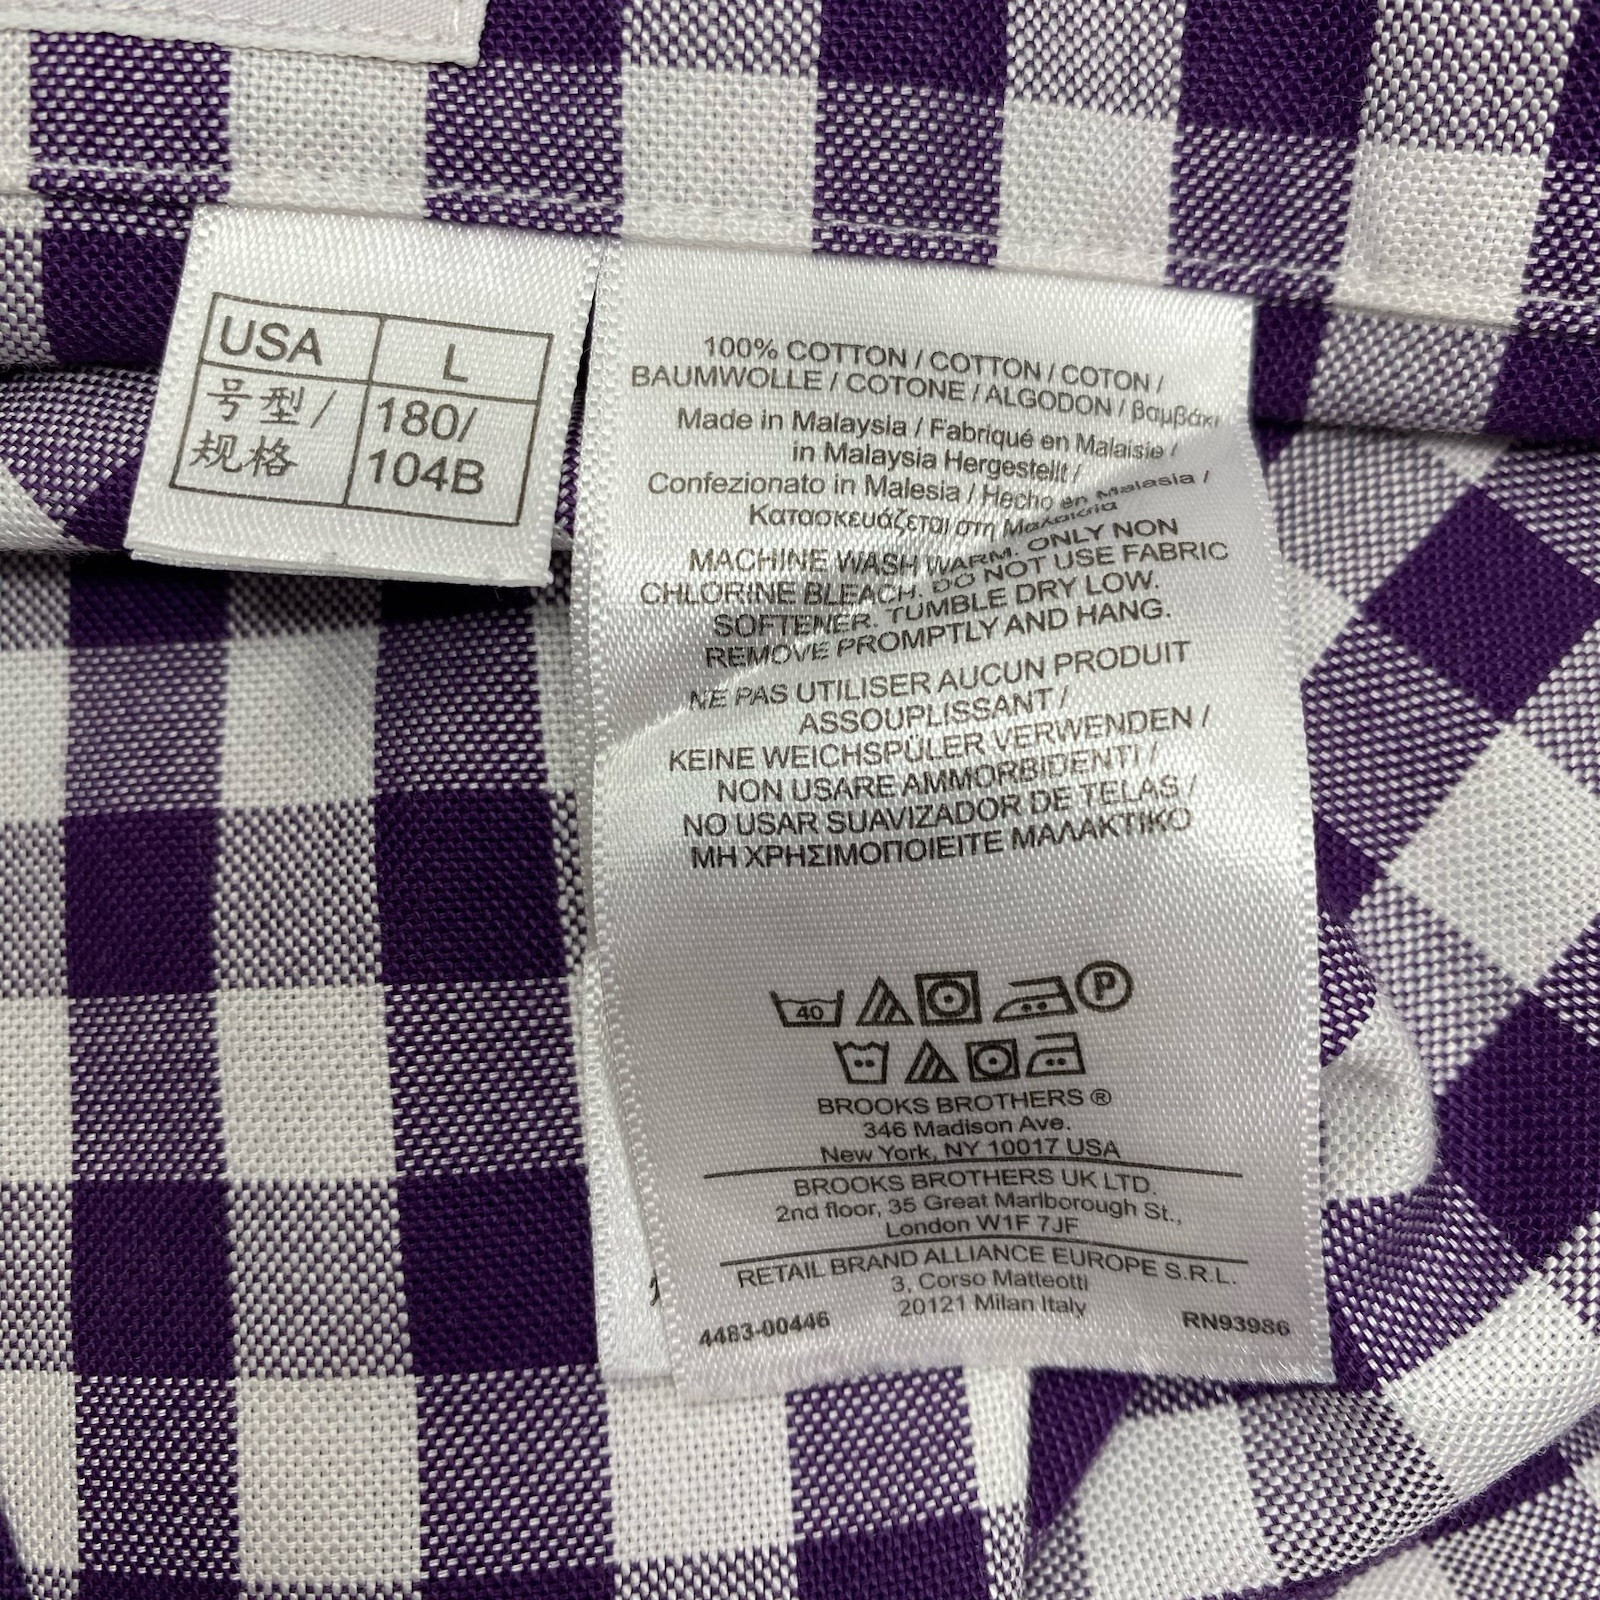 USA L
号型/ 180/
规格 104B
100% COTTON / COTTON / COTON /
BAUMWOLLE / COTONE / ALGODON / βαμβάκι
Made in Malaysia / Fabriqué en Malaisie /
in Malaysia Hergestellt /
Confezionato in Malesia / Hecho en Malasia /
Κατασκευάζεται στη Μαλαισία
MACHINE WASH WARM. ONLY NON
CHLORINE BLEACH. DO NOT USE FABRIC
SOFTENER. TUMBLE DRY LOW.
REMOVE PROMPTLY AND HANG.
NE PAS UTILISER AUCUN PRODUIT
ASSOUPLISSANT /
KEINE WEICHSPÜLER VERWENDEN /
NON USARE AMMORBIDENTI /
NO USAR SUAVIZADOR DE TELAS /
ΜΗ ΧΡΗΣΙΜΟΠΟΙΕΙΤΕ ΜΑΛΑΚΤΙΚΟ
40 P
BROOKS BROTHERS ®
346 Madison Ave.
New York, NY 10017 USA
BROOKS BROTHERS UK LTD.
2nd floor, 35 Great Marlborough St.,
London W1F 7JF
RETAIL BRAND ALLIANCE EUROPE S.R.L.
3, Corso Matteotti
20121 Milan Italy
4483-00446 RN93986